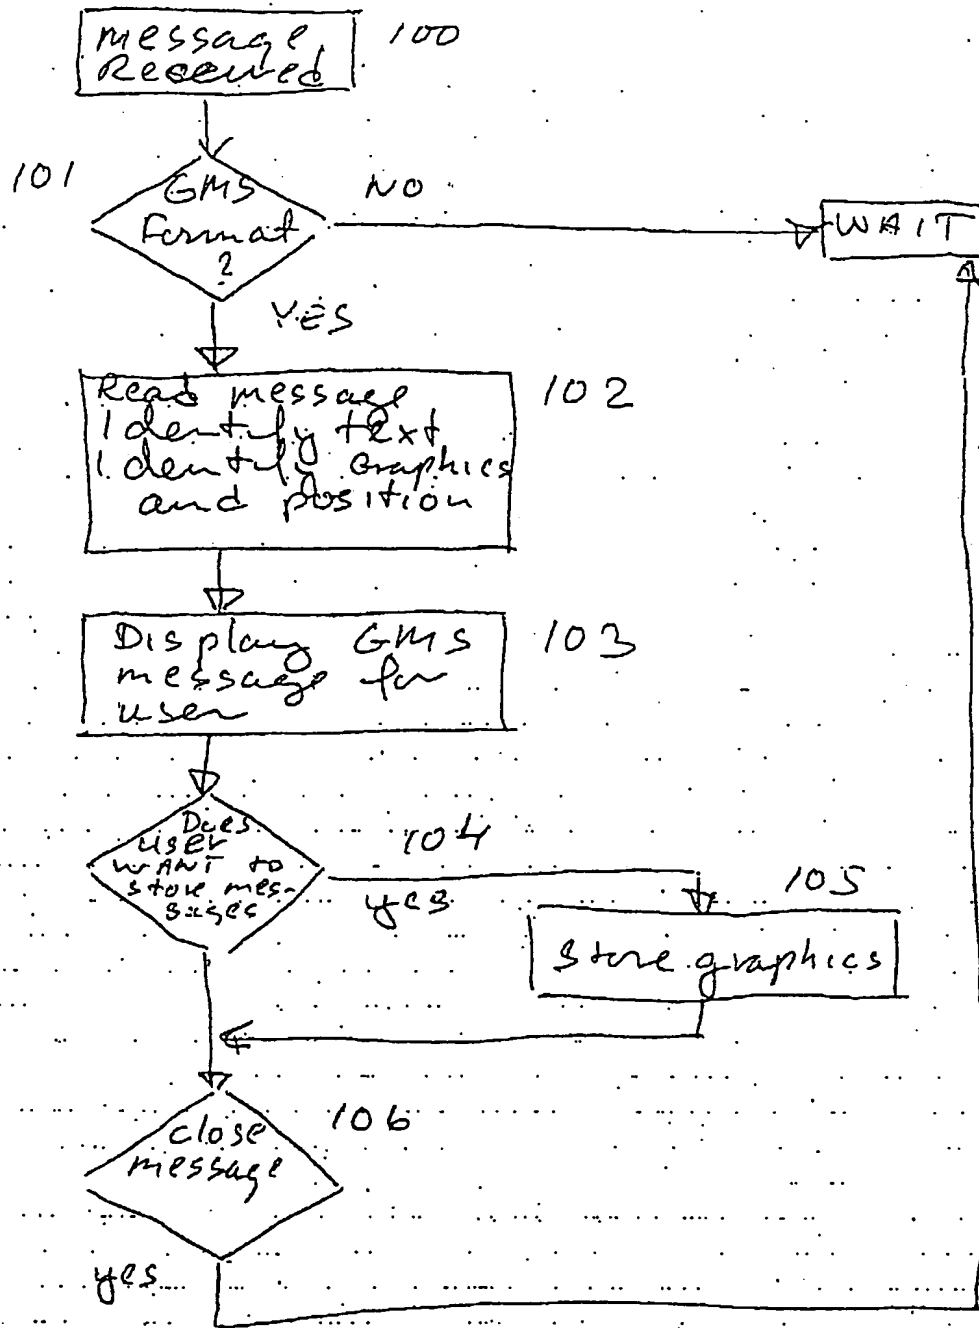 message 100
Received
101
GMS
Format
?
NO
WAIT
YES
Read message 102
Identify text
Identify Graphics
and position
Display GMS 103
message for
user
Does
user
WANT to
store mes-
sages
104
yes
105
Store graphics
close
message
106
yes